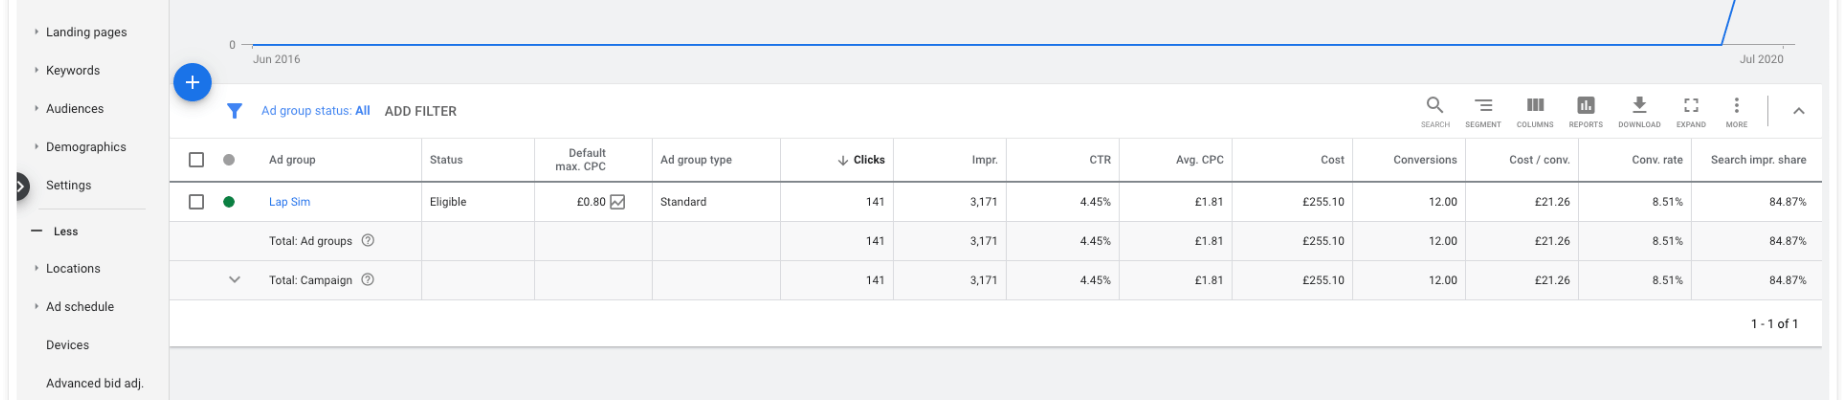 Landing pages
Keywords
Audiences
Demographics
Settings
Less
Locations
Ad schedule
Devices
Advanced bid adj.
0
Jun 2016
Jul 2020
+
Ad group status: All ADD FILTER
SEARCH SEGMENT COLUMNS REPORTS DOWNLOAD EXPAND MORE
Ad group Status Default max. CPC Ad group type Clicks Impr. CTR Avg. CPC Cost Conversions Cost / conv. Conv. rate Search impr. share
Lap Sim Eligible £0.80 Standard 141 3,171 4.45% £1.81 £255.10 12.00 £21.26 8.51% 84.87%
Total: Ad groups 141 3,171 4.45% £1.81 £255.10 12.00 £21.26 8.51% 84.87%
Total: Campaign 141 3,171 4.45% £1.81 £255.10 12.00 £21.26 8.51% 84.87%
1 - 1 of 1